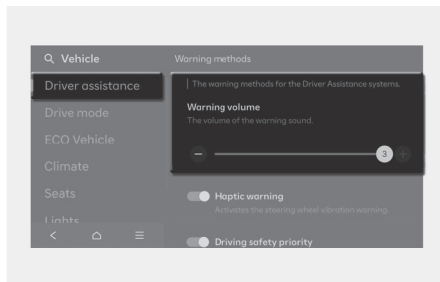 Vehicle
Warning methods
Driver assistance
The warning methods for the Driver Assistance systems.
Drive mode
Warning volume
The volume of the warning sound.
ECO Vehicle
3
Climate
Seats
Haptic warning
Activates the steering wheel vibration warning.
Lights
Driving safety priority